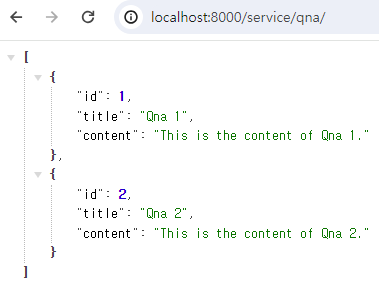 localhost:8000/service/qna/
[
{
"id": 1,
"title": "Qna 1",
"content": "This is the content of Qna 1."
},
{
"id": 2,
"title": "Qna 2",
"content": "This is the content of Qna 2."
}
]